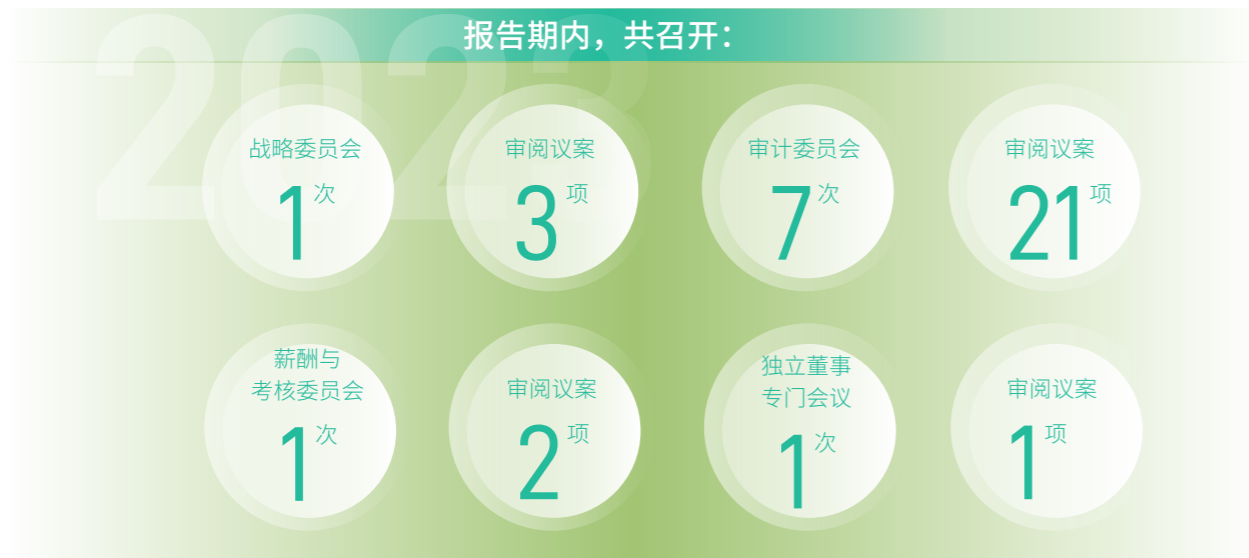 2023
报告期内，共召开：
战略委员会
1次
审阅议案
3项
审计委员会
7次
审阅议案
21项
薪酬与
考核委员会
1次
审阅议案
2项
独立董事
专门会议
1次
审阅议案
1项